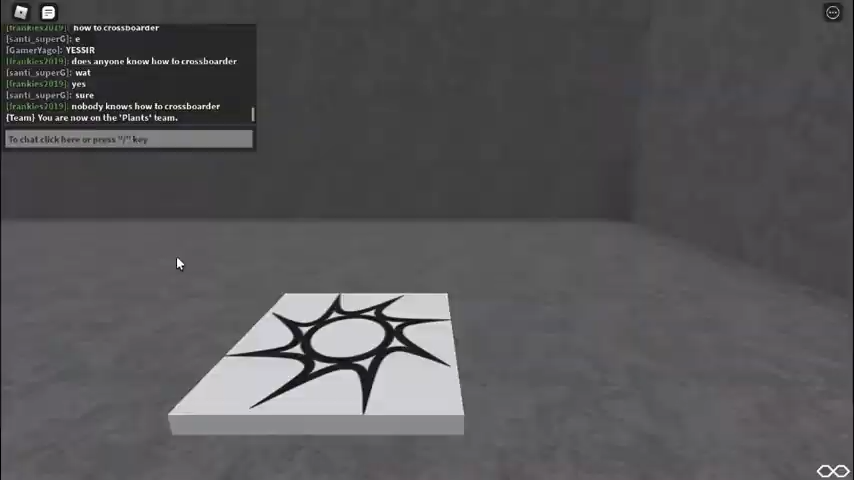 [frankies2019]: how to crossboarder
[santi_superG]: e
[GamerYago]: YESSIR
[frankies2019]: does anyone know how to crossboarder
[santi_superG]: wat
[frankies2019]: yes
[santi_superG]: sure
[frankies2019]: nobody knows how to crossboarder
{Team} You are now on the 'Plants' team.
To chat click here or press "/" key